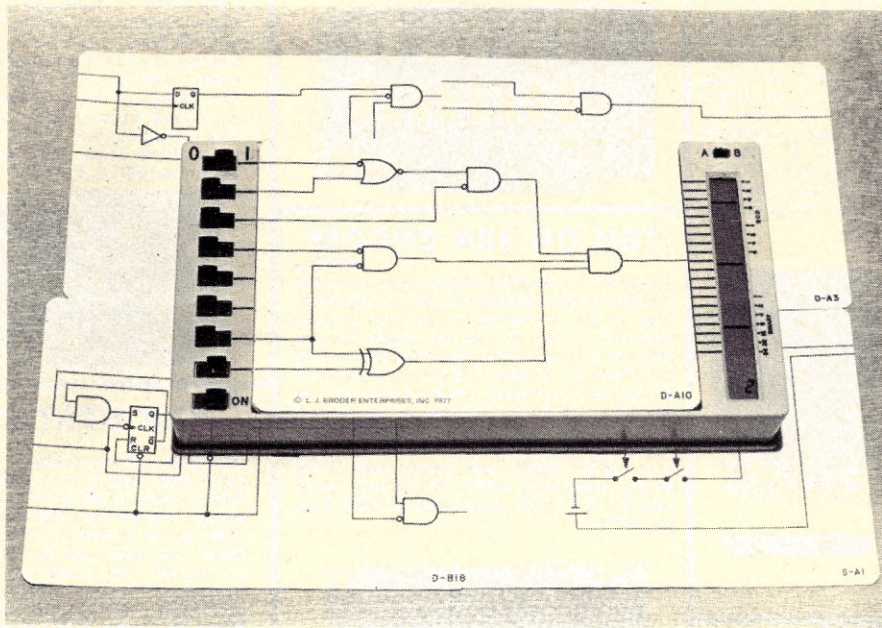 D Q
CLK
0 1
A B
D-A3
ON
© L. J. BRODER ENTERPRISES, INC. 1977
D-A10
S Q
CLK
R Q̅
CLR
D-B18
S-A1